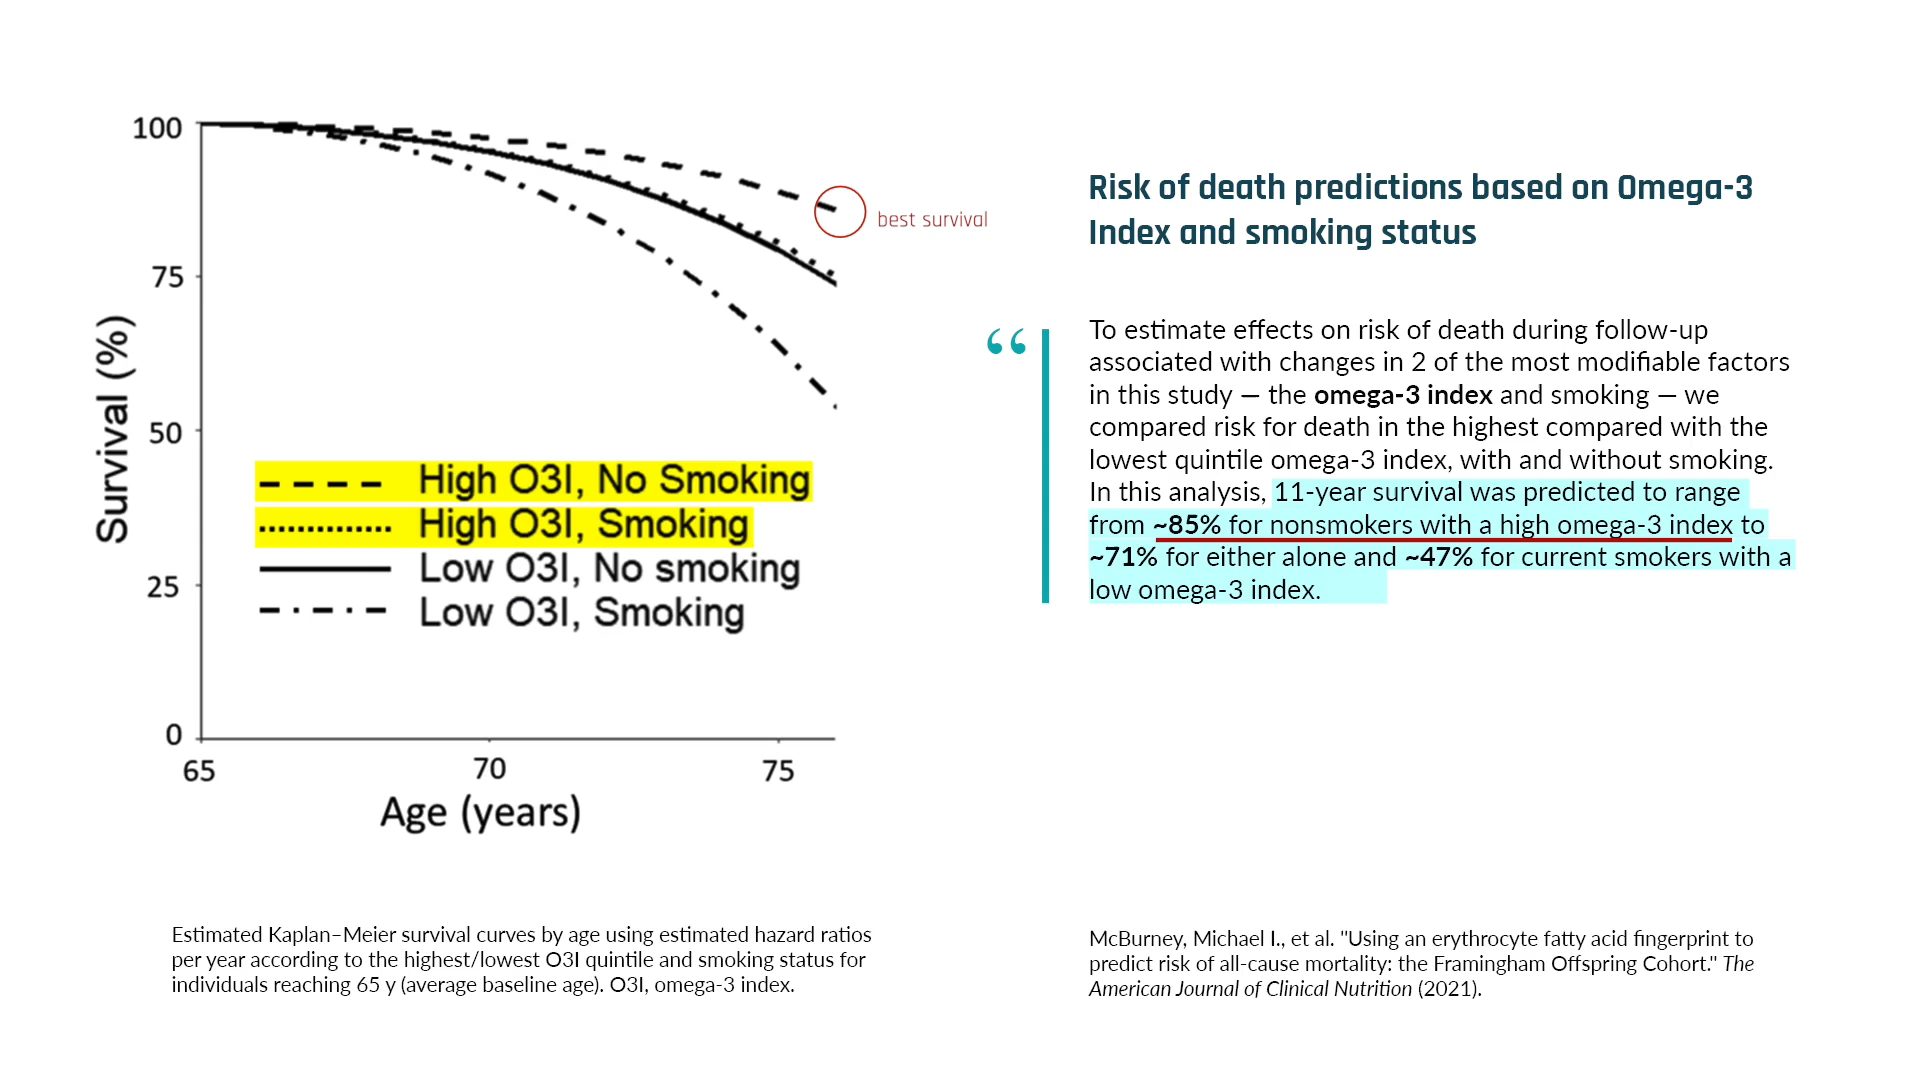 100
75
50
25
0
65
70
75
Survival (%)
Age (years)
best survival
High O3I, No Smoking
High O3I, Smoking
Low O3I, No smoking
Low O3I, Smoking
Estimated Kaplan–Meier survival curves by age using estimated hazard ratios
per year according to the highest/lowest O3I quintile and smoking status for
individuals reaching 65 y (average baseline age). O3I, omega-3 index.
Risk of death predictions based on Omega-3
Index and smoking status
“
To estimate effects on risk of death during follow-up
associated with changes in 2 of the most modifiable factors
in this study — the omega-3 index and smoking — we
compared risk for death in the highest compared with the
lowest quintile omega-3 index, with and without smoking.
In this analysis, 11-year survival was predicted to range
from ~85% for nonsmokers with a high omega-3 index to
~71% for either alone and ~47% for current smokers with a
low omega-3 index.
McBurney, Michael I., et al. "Using an erythrocyte fatty acid fingerprint to
predict risk of all-cause mortality: the Framingham Offspring Cohort." The
American Journal of Clinical Nutrition (2021).